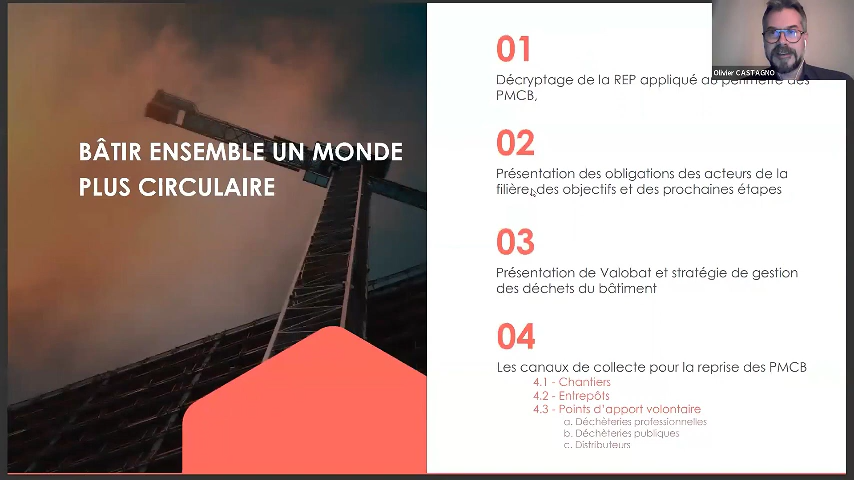 BÂTIR ENSEMBLE UN MONDE
PLUS CIRCULAIRE
01
Décryptage de la REP appliqué au périmètre des
PMCB,
02
Présentation des obligations des acteurs de la
filière,des objectifs et des prochaines étapes
03
Présentation de Valobat et stratégie de gestion
des déchets du bâtiment
04
Les canaux de collecte pour la reprise des PMCB
4.1 - Chantiers
4.2 - Entrepôts
4.3 - Points d'apport volontaire
a. Déchèteries professionnelles
b. Déchèteries publiques
c. Distributeurs
Olivier CASTAGNO